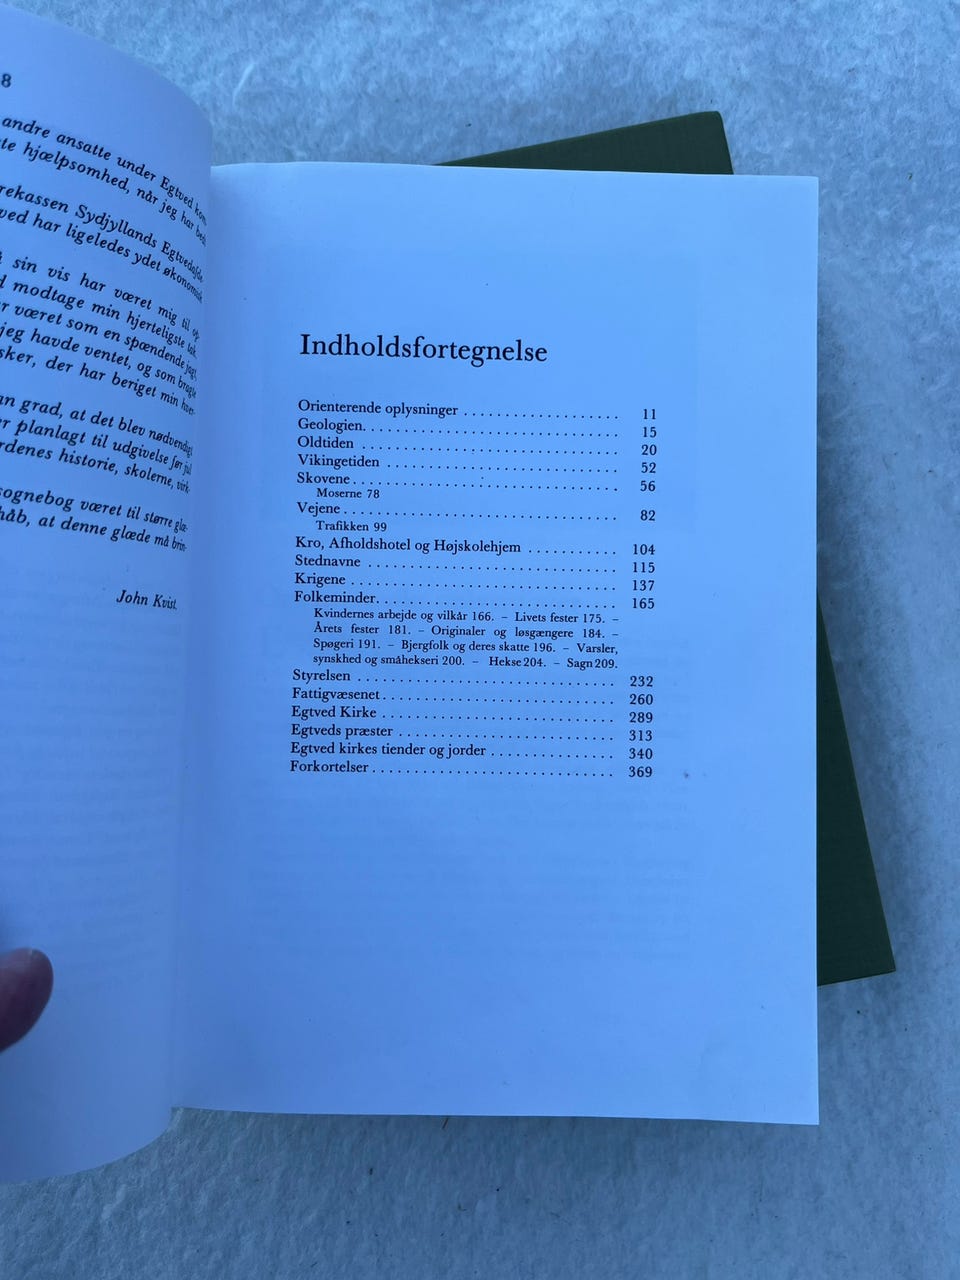 8
andre ansatte under Egtved kom-
te hjælpsomhed, når jeg har bedt
rekassen Sydjyllands Egtvedafde-
ved har ligeledes ydet økonomisk
sin vis har været mig til op-
modtage min hjerteligste tak
været som en spændende jagt,
jeg havde ventet, og som bragte
sker, der har beriget min hver-
grad, at det blev nødvendigt
planlagt til udgivelse før jul
rdenes historie, skolerne, virk-
sognebog været til større glæ-
håb, at denne glæde må brin-
John Kvist.
Indholdsfortegnelse
Orienterende oplysninger . . . . . . . . . . . . . . . . . . 11
Geologien. . . . . . . . . . . . . . . . . . . . . . . . . . . . . 15
Oldtiden . . . . . . . . . . . . . . . . . . . . . . . . . . . . . 20
Vikingetiden . . . . . . . . . . . . . . . . . . . . . . . . . . 52
Skovene . . . . . . . . . . . . . . . . . . . . . . . . . . . . . 56
Moserne 78
Vejene . . . . . . . . . . . . . . . . . . . . . . . . . . . . . . 82
Trafikken 99
Kro, Afholdshotel og Højskolehjem . . . . . . . . . . . 104
Stednavne . . . . . . . . . . . . . . . . . . . . . . . . . . . . 115
Krigene . . . . . . . . . . . . . . . . . . . . . . . . . . . . . . 137
Folkeminder. . . . . . . . . . . . . . . . . . . . . . . . . . . 165
Kvindernes arbejde og vilkår 166. – Livets fester 175. –
Årets fester 181. – Originaler og løsgængere 184. –
Spøgeri 191. – Bjergfolk og deres skatte 196. – Varsler,
synskhed og småhekseri 200. – Hekse 204. – Sagn 209.
Styrelsen . . . . . . . . . . . . . . . . . . . . . . . . . . . . . 232
Fattigvæsenet . . . . . . . . . . . . . . . . . . . . . . . . . . 260
Egtved Kirke . . . . . . . . . . . . . . . . . . . . . . . . . . 289
Egtveds præster . . . . . . . . . . . . . . . . . . . . . . . . 313
Egtved kirkes tiender og jorder . . . . . . . . . . . . . . 340
Forkortelser . . . . . . . . . . . . . . . . . . . . . . . . . . . 369